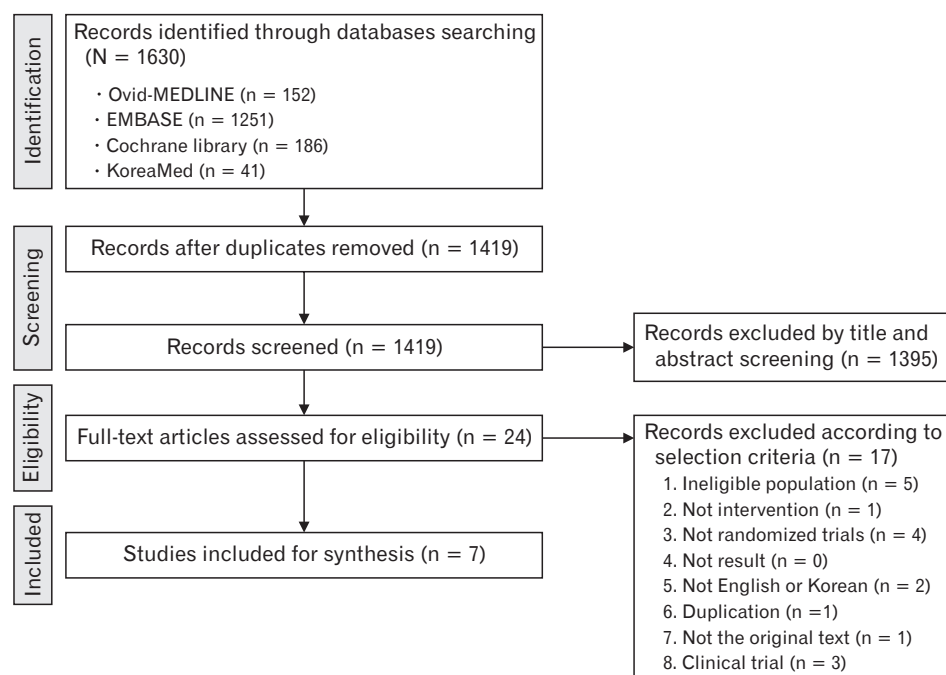 Identification
Records identified through databases searching
(N = 1630)
· Ovid-MEDLINE (n = 152)
· EMBASE (n = 1251)
· Cochrane library (n = 186)
· KoreaMed (n = 41)
Screening
Records after duplicates removed (n = 1419)
Records screened (n = 1419)
Records excluded by title and
abstract screening (n = 1395)
Eligibility
Full-text articles assessed for eligibility (n = 24)
Records excluded according to
selection criteria (n = 17)
1. Ineligible population (n = 5)
2. Not intervention (n = 1)
3. Not randomized trials (n = 4)
4. Not result (n = 0)
5. Not English or Korean (n = 2)
6. Duplication (n =1)
7. Not the original text (n = 1)
8. Clinical trial (n = 3)
Included
Studies included for synthesis (n = 7)